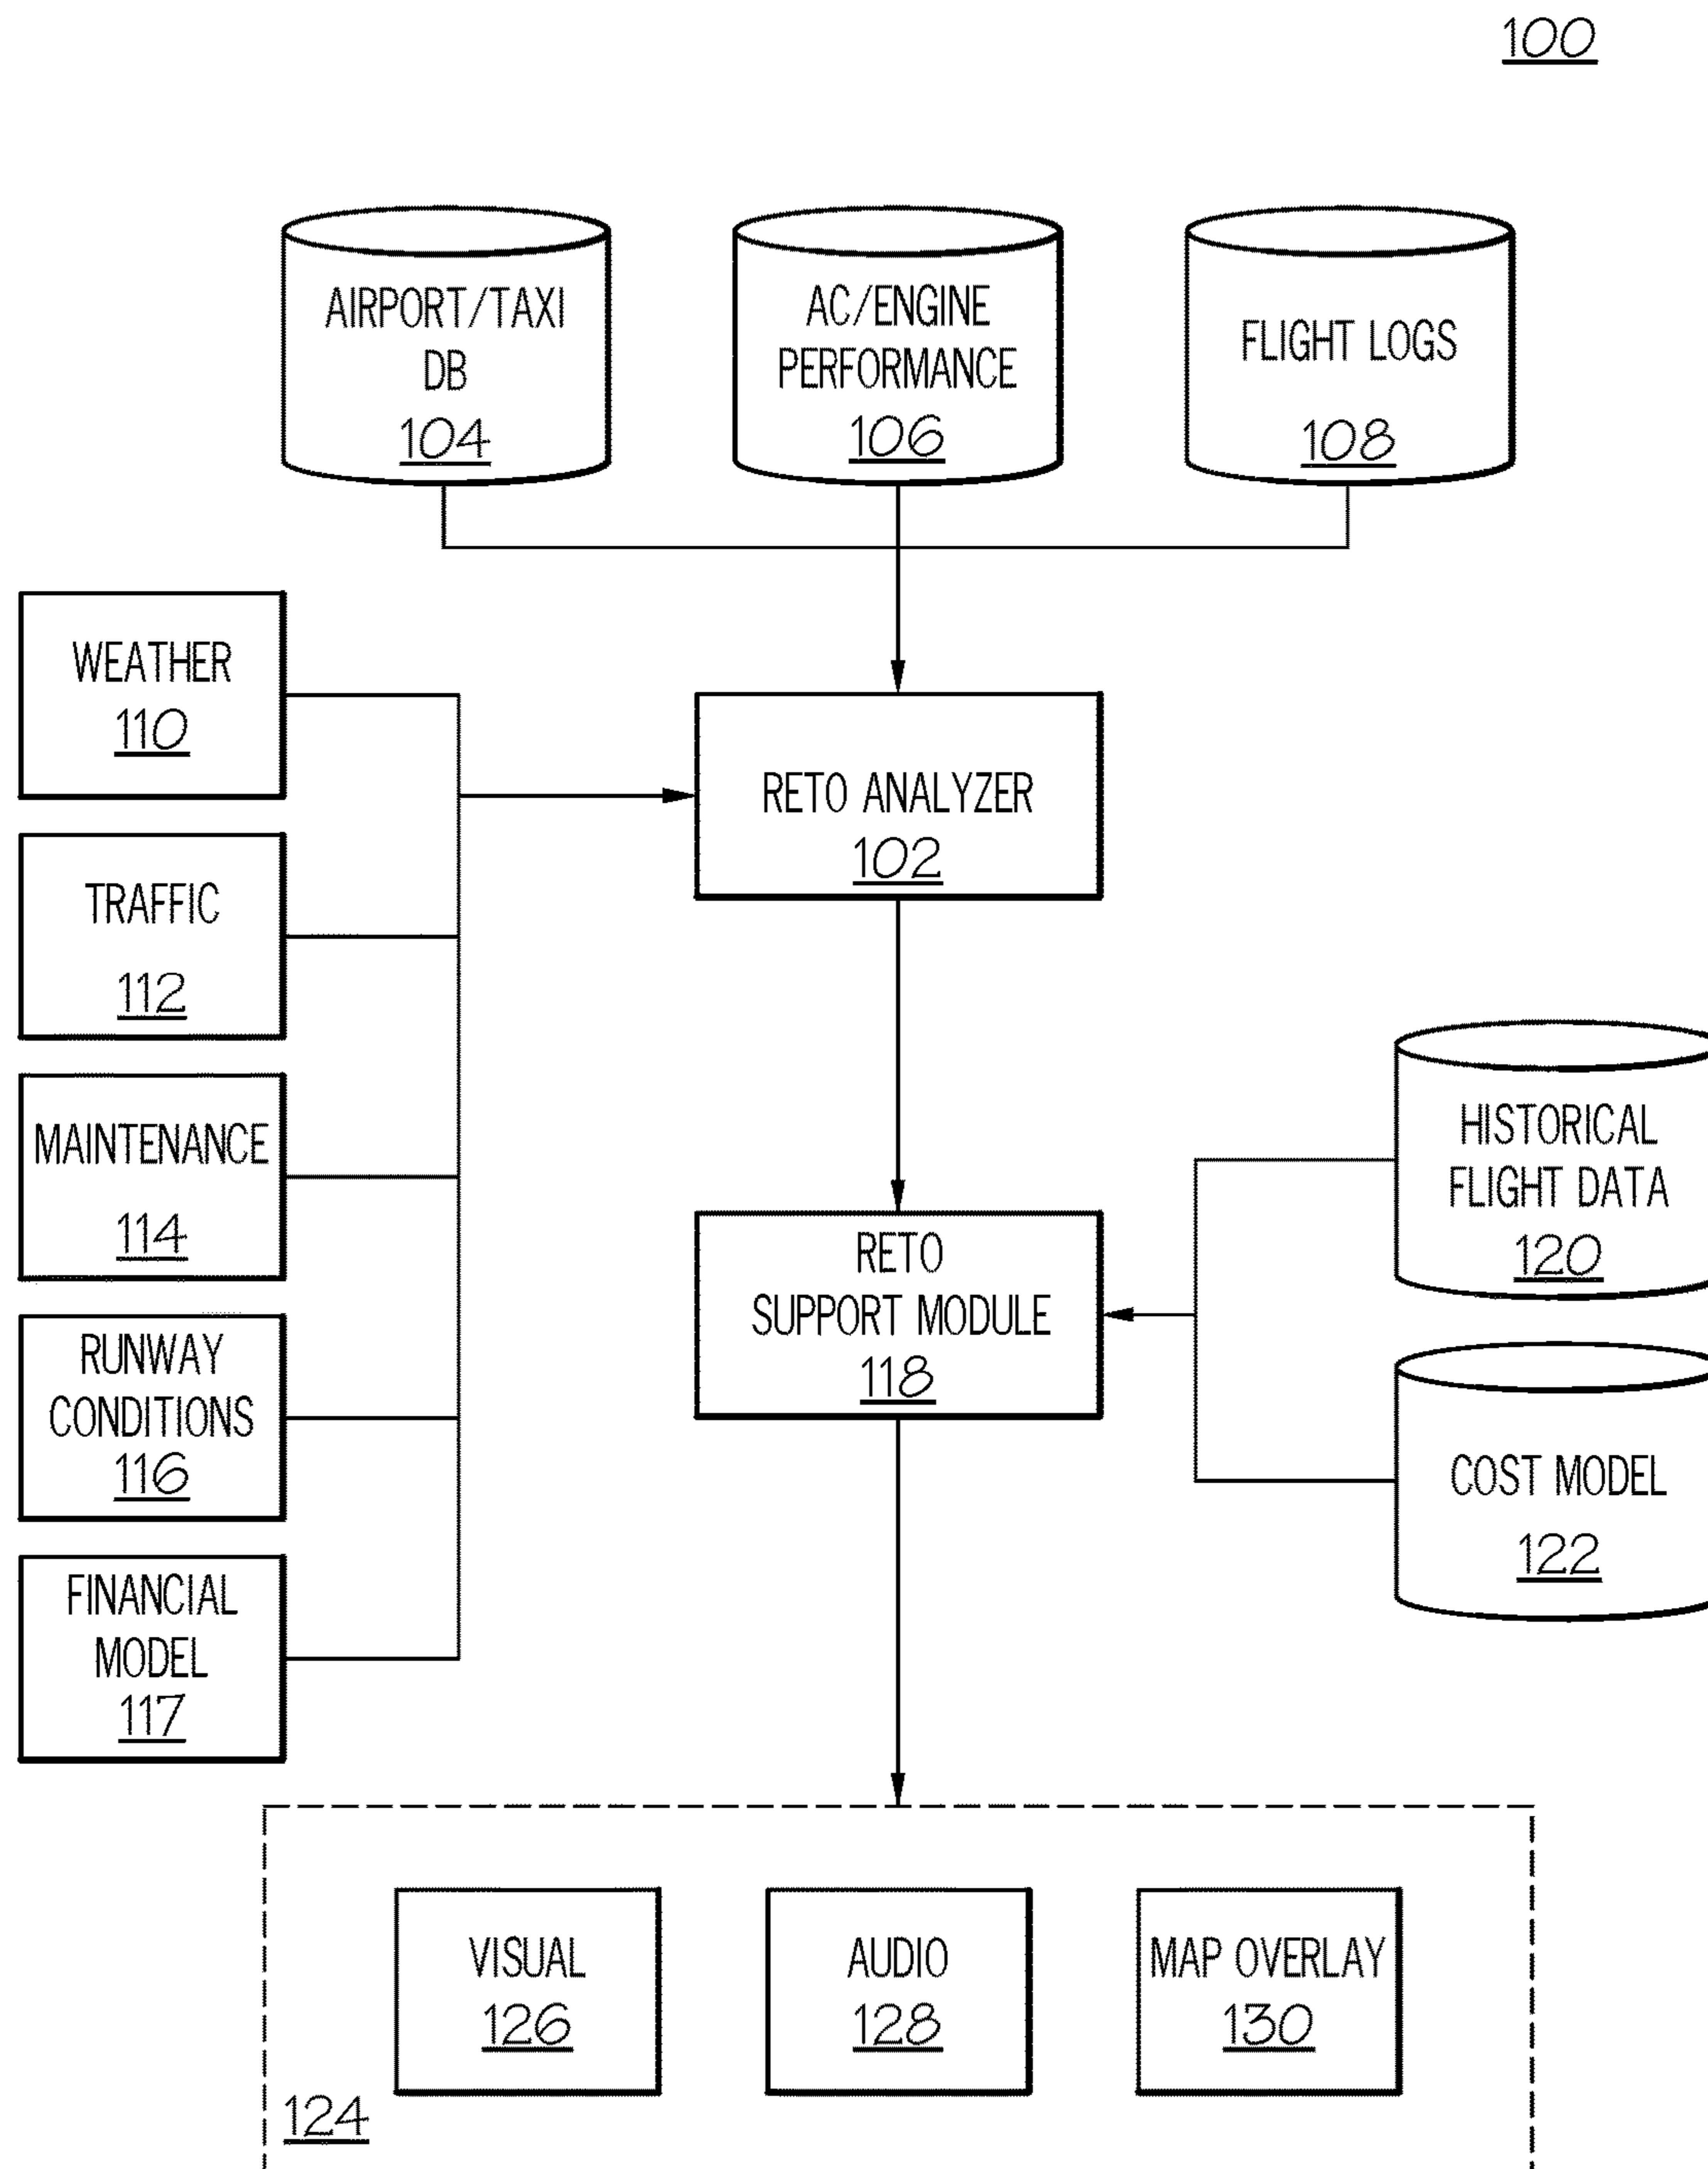 100
AIRPORT/TAXI
DB
104
AC/ENGINE
PERFORMANCE
106
FLIGHT LOGS
108
WEATHER
110
RETO ANALYZER
102
TRAFFIC
112
MAINTENANCE
114
HISTORICAL
FLIGHT DATA
120
RETO
SUPPORT MODULE
118
RUNWAY
CONDITIONS
116
COST MODEL
122
FINANCIAL
MODEL
117
VISUAL
126
AUDIO
128
MAP OVERLAY
130
124